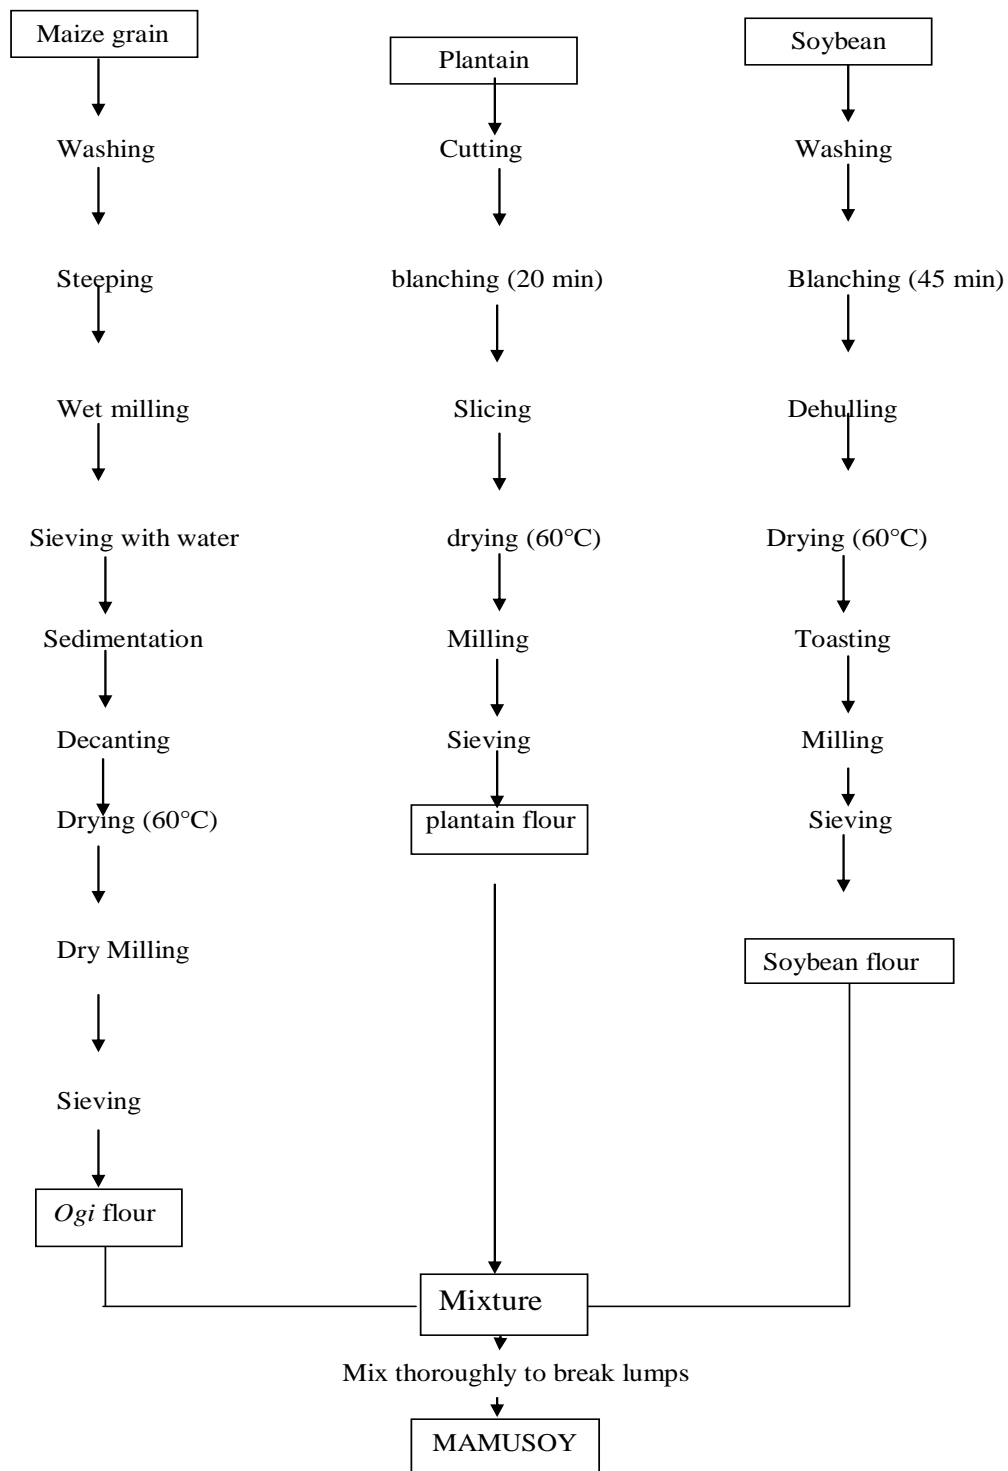 Maize grain
Plantain
Soybean
Washing
Cutting
Washing
Steeping
blanching (20 min)
Blanching (45 min)
Wet milling
Slicing
Dehulling
Sieving with water
drying (60°C)
Drying (60°C)
Sedimentation
Milling
Toasting
Decanting
Sieving
Milling
Drying (60°C)
plantain flour
Sieving
Dry Milling
Soybean flour
Sieving
Ogi flour
Mixture
Mix thoroughly to break lumps
MAMUSOY